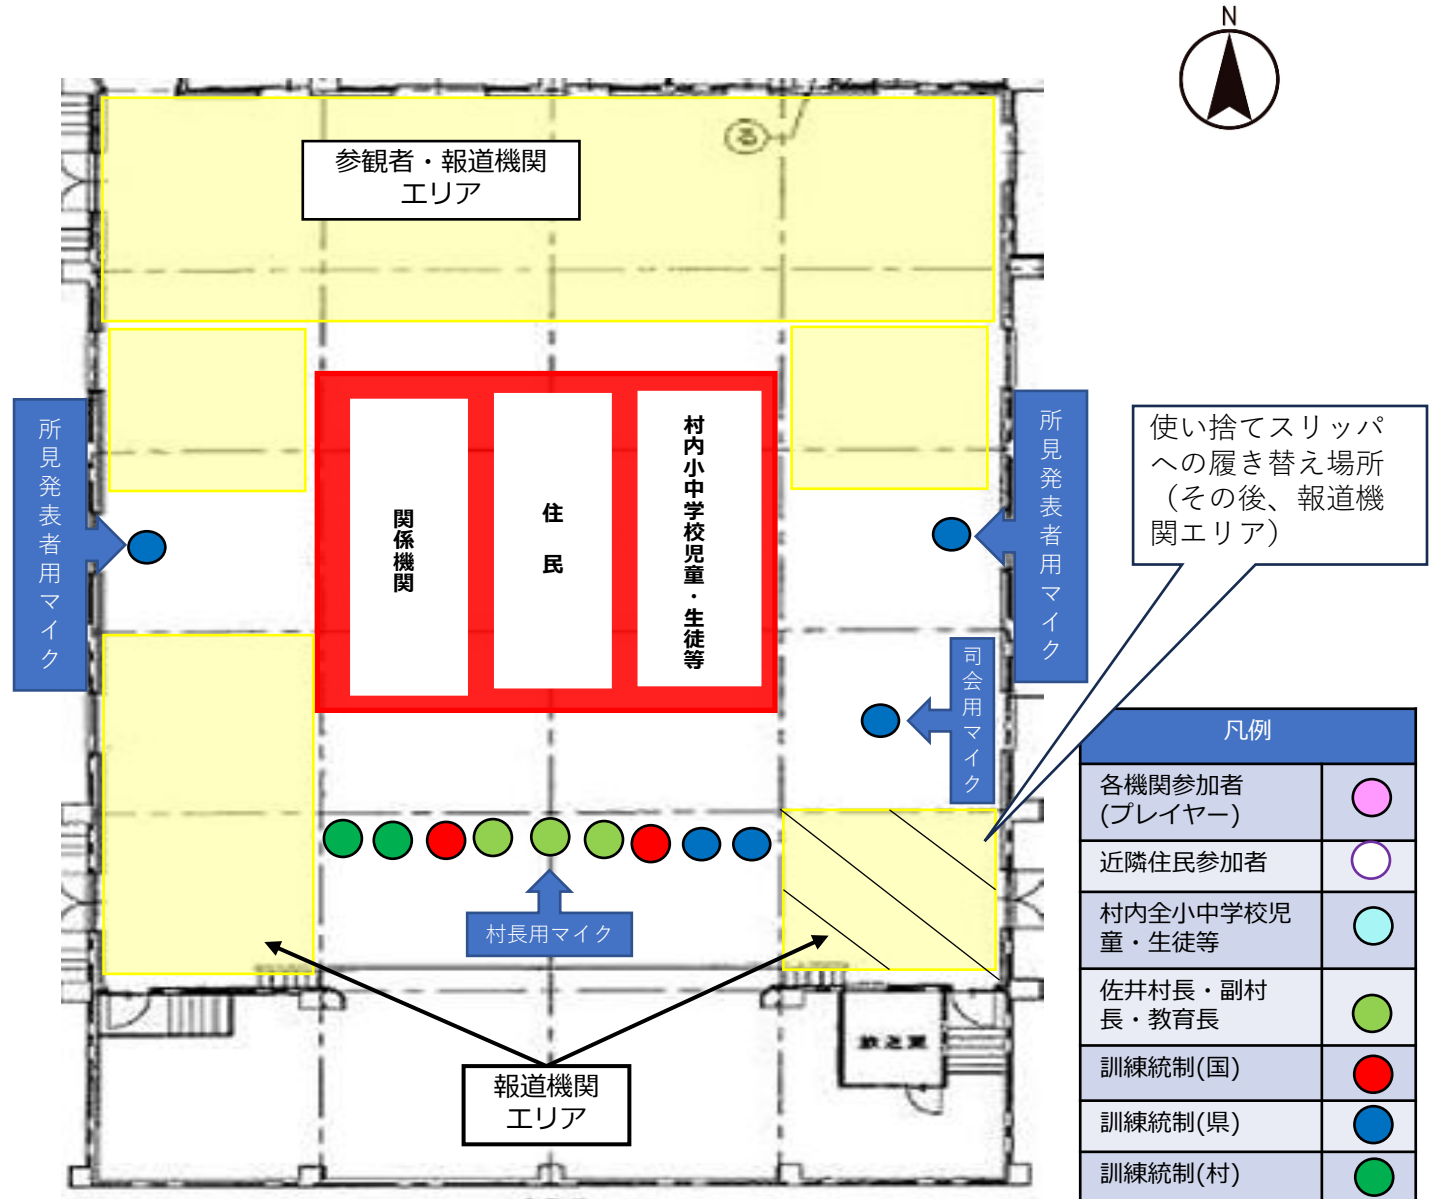 N
参観者・報道機関
エリア
所見発表者用マイク
関係機関
住 民
村内小中学校児童・生徒等
所見発表者用マイク
使い捨てスリッパ
への履き替え場所
（その後、報道機
関エリア）
司会用マイク
村長用マイク
報道機関
エリア
放送室
凡例
各機関参加者
(プレイヤー)
近隣住民参加者
村内全小中学校児
童・生徒等
佐井村長・副村
長・教育長
訓練統制(国)
訓練統制(県)
訓練統制(村)